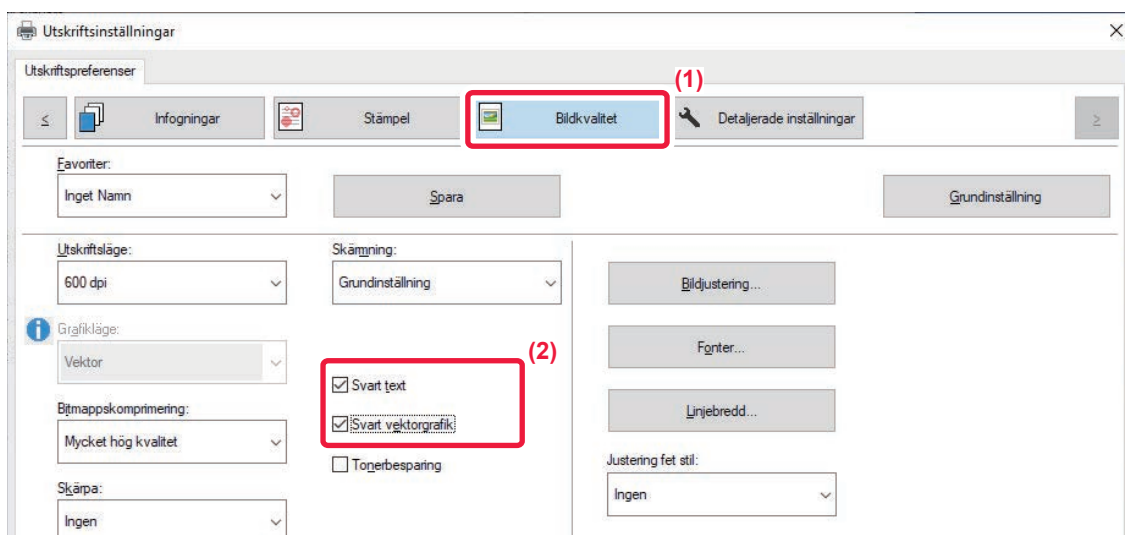 Utskriftsinställningar
Utskriftspreferenser
(1)
<
Infogningar
Stämpel
Bildkvalitet
Detaljerade inställningar
>
Favoriter:
Inget Namn
Spara
Grundinställning
Utskriftsläge:
600 dpi
Skämning:
Grundinställning
Bildjustering...
Grafikläge:
Vektor
Fonter...
(2)
Svart text
Bitmappskomprimering:
Mycket hög kvalitet
Svart vektorgrafik
Linjebredd...
Tonerbesparing
Justering fet stil:
Ingen
Skärpa:
Ingen